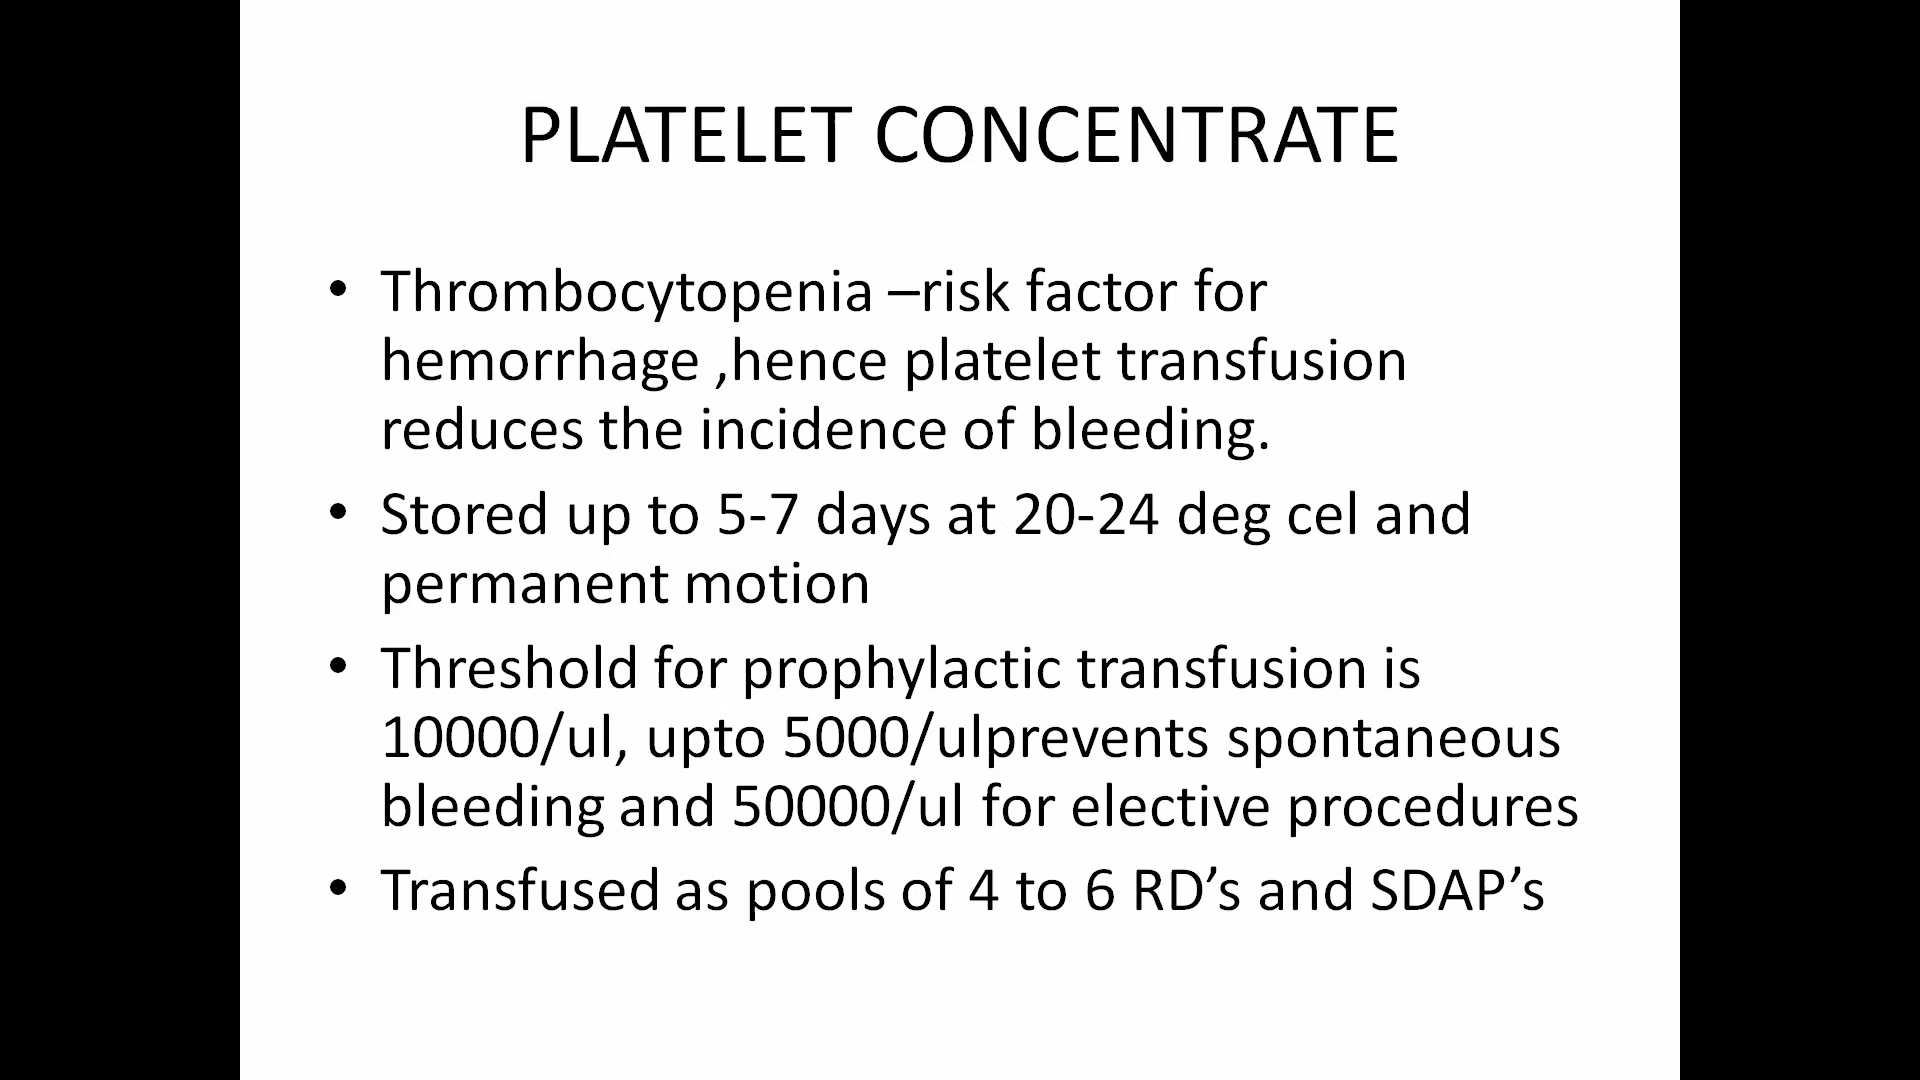 PLATELET CONCENTRATE
• Thrombocytopenia –risk factor for
hemorrhage ,hence platelet transfusion
reduces the incidence of bleeding.
• Stored up to 5-7 days at 20-24 deg cel and
permanent motion
• Threshold for prophylactic transfusion is
10000/ul, upto 5000/ulprevents spontaneous
bleeding and 50000/ul for elective procedures
• Transfused as pools of 4 to 6 RD’s and SDAP’s